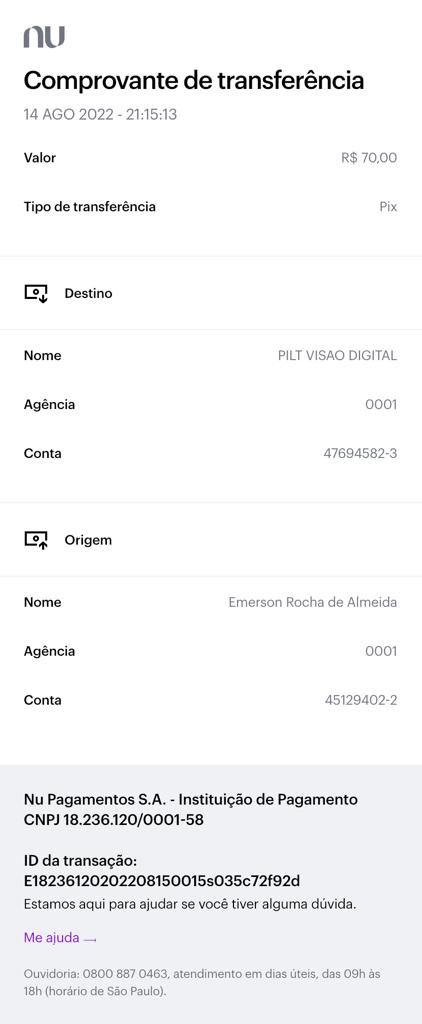 nu
Comprovante de transferência
14 AGO 2022 - 21:15:13
Valor R$ 70,00
Tipo de transferência Pix
Destino
Nome PILT VISAO DIGITAL
Agência 0001
Conta 47694582-3
Origem
Nome Emerson Rocha de Almeida
Agência 0001
Conta 45129402-2
Nu Pagamentos S.A. - Instituição de Pagamento
CNPJ 18.236.120/0001-58
ID da transação:
E18236120202208150015s035c72f92d
Estamos aqui para ajudar se você tiver alguma dúvida.
Me ajuda →
Ouvidoria: 0800 887 0463, atendimento em dias úteis, das 09h às
18h (horário de São Paulo).